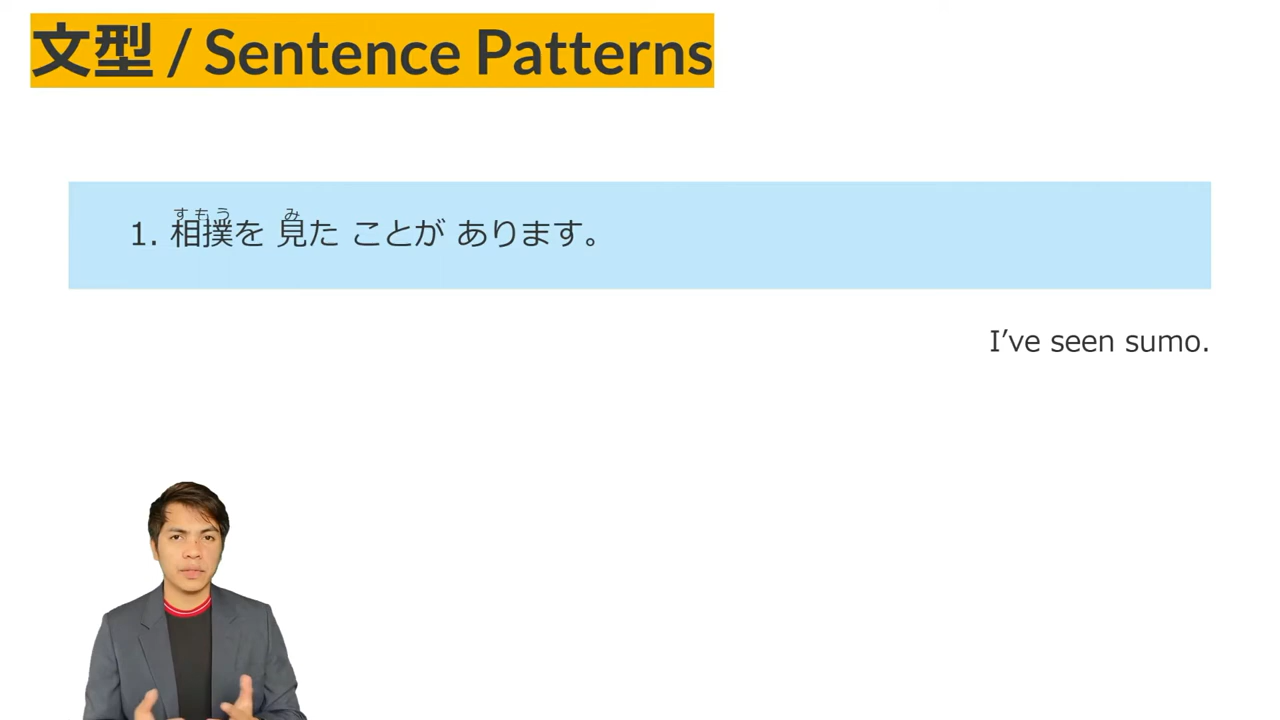 文型 / Sentence Patterns
すもう み
1. 相撲を 見た ことが あります。
I've seen sumo.